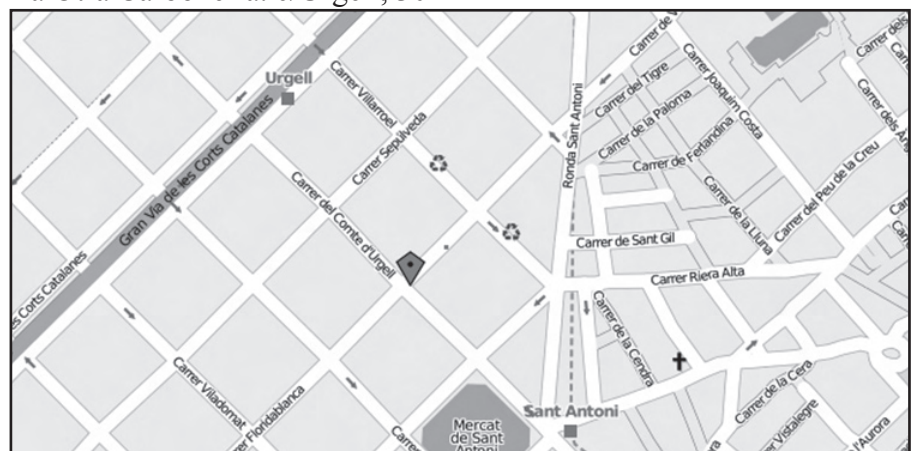 Carrer de
Carrer dels
Urgell
Carrer Villarroel
Carrer del Tigre
Carrer Joaquim Costa
Carrer de la Paloma
Carrer Sepúlveda
Ronda Sant Antoni
Carrer de Ferlandina
Gran Via de les Corts Catalanes
Carrer del Comte d'Urgell
Carrer del Peu de la Creu
Carrer de la Lluna
Carrer de Sant Gil
Carrer Riera Alta
es Corts Catalanes
Carrer de la Cendra
Carrer Viladomat
Carrer de la Cera
Sant Antoni
Mercat
de Sant
Antoni
rer Floridablanca
Vistalegre
l'Aurora